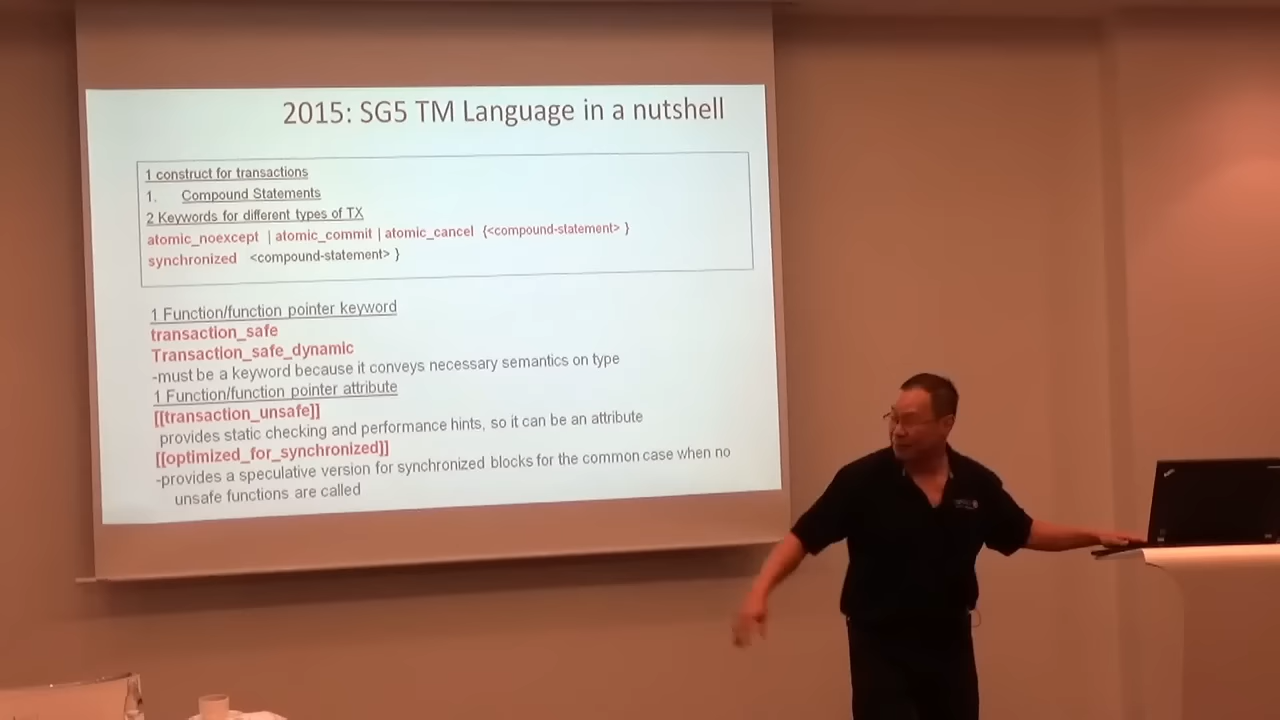 2015: SG5 TM Language in a nutshell
1 construct for transactions
1. Compound Statements
2 Keywords for different types of TX
atomic_noexcept | atomic_commit | atomic_cancel {<compound-statement> }
synchronized <compound-statement> }
1 Function/function pointer keyword
transaction_safe
Transaction_safe_dynamic
-must be a keyword because it conveys necessary semantics on type
1 Function/function pointer attribute
[[transaction_unsafe]]
provides static checking and performance hints, so it can be an attribute
[[optimized_for_synchronized]]
-provides a speculative version for synchronized blocks for the common case when no
unsafe functions are called